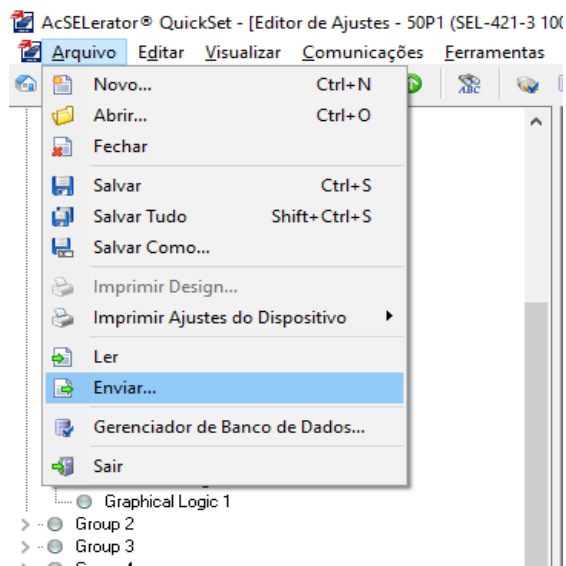 AcSELerator® QuickSet - [Editor de Ajustes - 50P1 (SEL-421-3 100
Arquivo Editar Visualizar Comunicações Ferramentas
Novo... Ctrl+N
Abrir... Ctrl+O
Fechar
Salvar Ctrl+S
Salvar Tudo Shift+Ctrl+S
Salvar Como...
Imprimir Design...
Imprimir Ajustes do Dispositivo
Ler
Enviar...
Gerenciador de Banco de Dados...
Sair
Graphical Logic 1
Group 2
Group 3